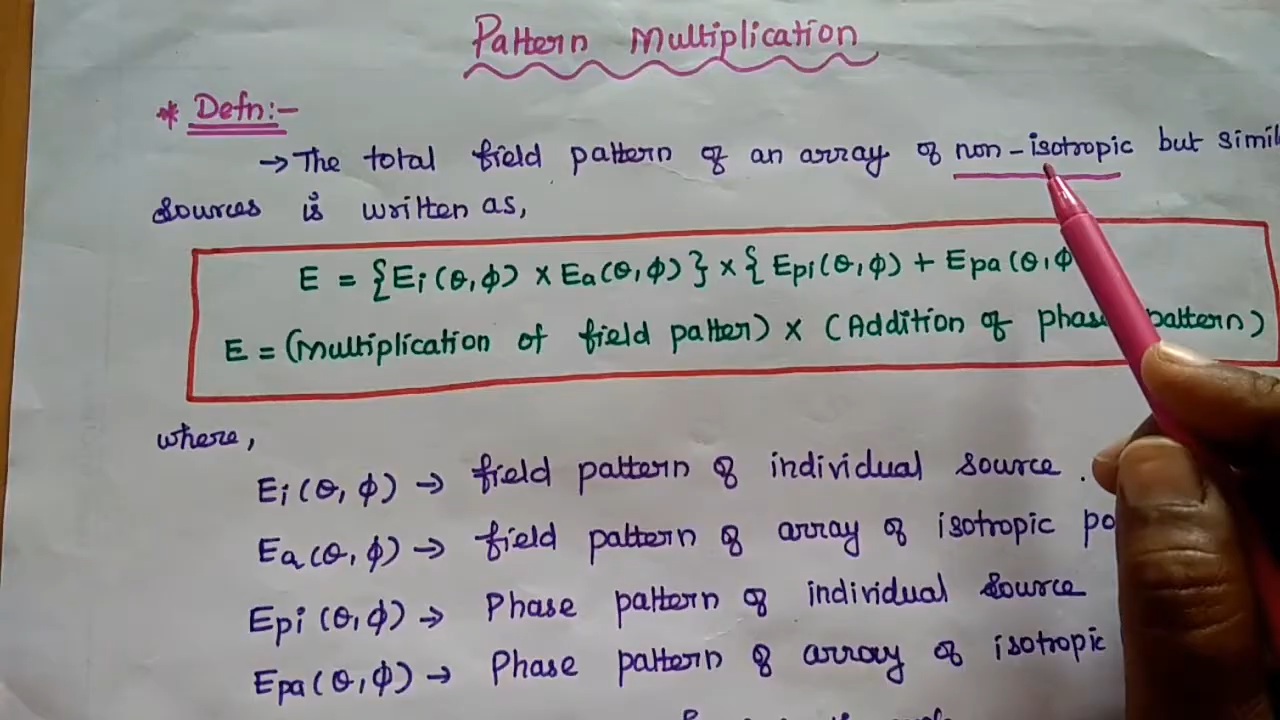 Pattern Multiplication
* Defn:-
→ The total field pattern of an array of non-isotropic but
sources is written as,
E = {Ei(θ,ϕ) × Ea(θ,ϕ)} × {Epi(θ,ϕ) + Epa(θ,ϕ
E = (Multiplication of field patter) × (Addition of phase pattern)
where,
Ei(θ,ϕ) → field pattern of individual source.
Ea(θ,ϕ) → field pattern of array of isotropic
Epi(θ,ϕ) → Phase pattern of individual source
Epa(θ,ϕ) → Phase pattern of array of isotropic